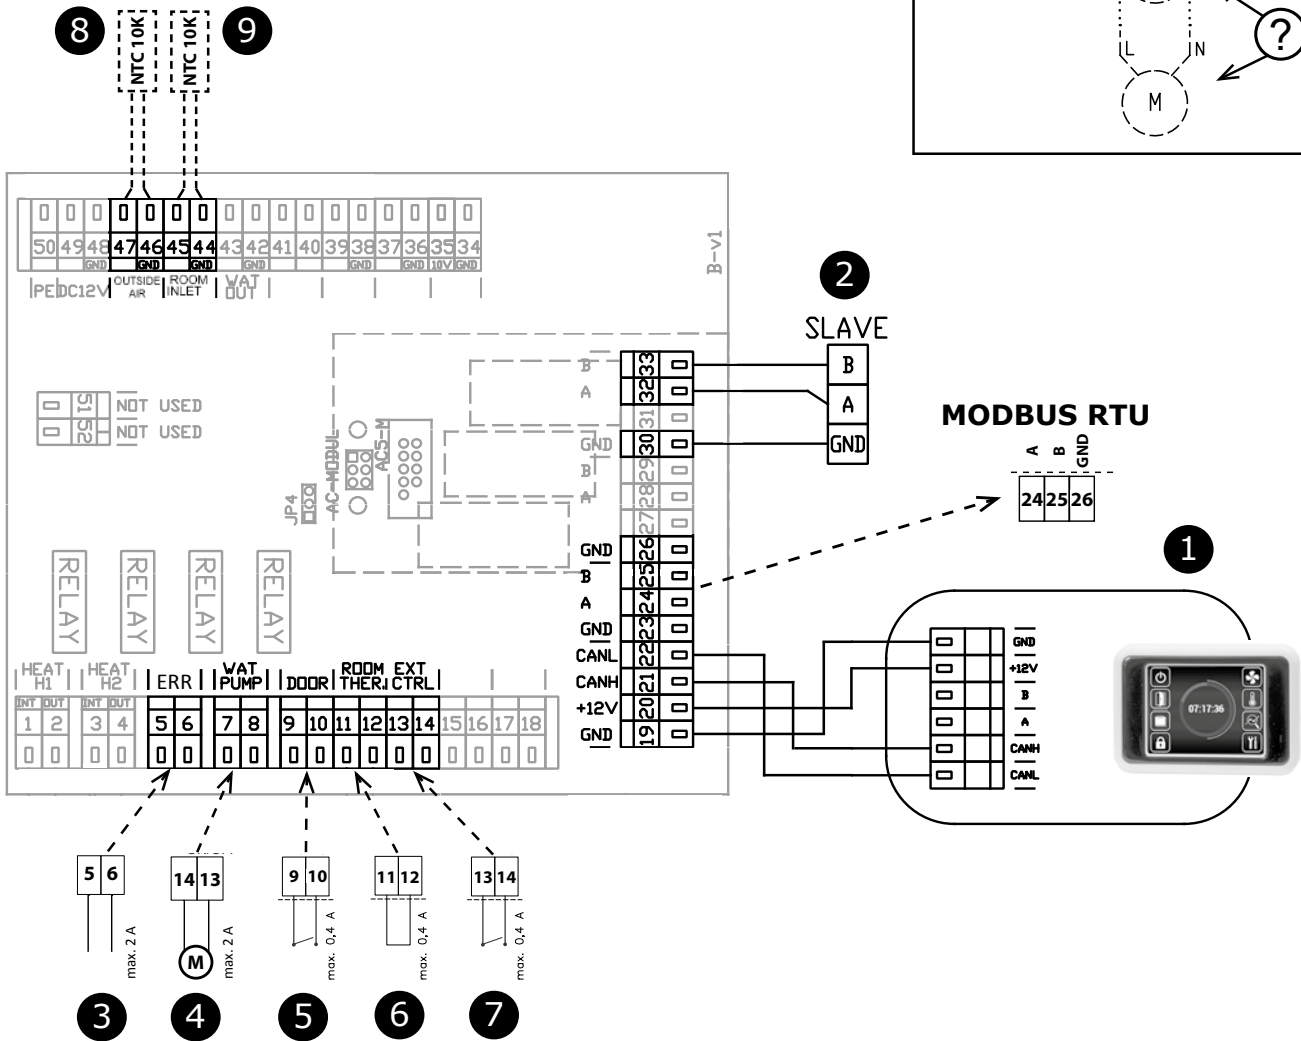 8 NTC 10K NTC 10K 9
?
L N
M
50 49 48 47 46 45 44 43 42 41 40 39 38 37 36 35 34
GND GND GND GND GND GND 10V GND
PE DC12V OUTSIDE AIR ROOM INLET WAT OUT
B-v1
2
SLAVE
B
A
GND
B 33
A 32
31
GND 30
B 29
A 28
27
GND 26
B 25
A 24
GND 23
CANL 22
CANH 21
+12V 20
GND 19
51 NOT USED
52 NOT USED
JP4
AC-MODUL
AC5-M
MODBUS RTU
A B GND
24 25 26
1
GND
+12V
B
A
CANH
CANL
07:17:36
RELAY RELAY RELAY RELAY
HEAT H1 HEAT H2 ERR WAT PUMP DOOR ROOM THER. EXT CTRL
INT OUT INT OUT
1 2 3 4 5 6 7 8 9 10 11 12 13 14 15 16 17 18
5 6
max. 2 A
3
14 13
M
max. 2 A
4
9 10
max. 0,4 A
5
11 12
max. 0,4 A
6
13 14
max. 0,4 A
7